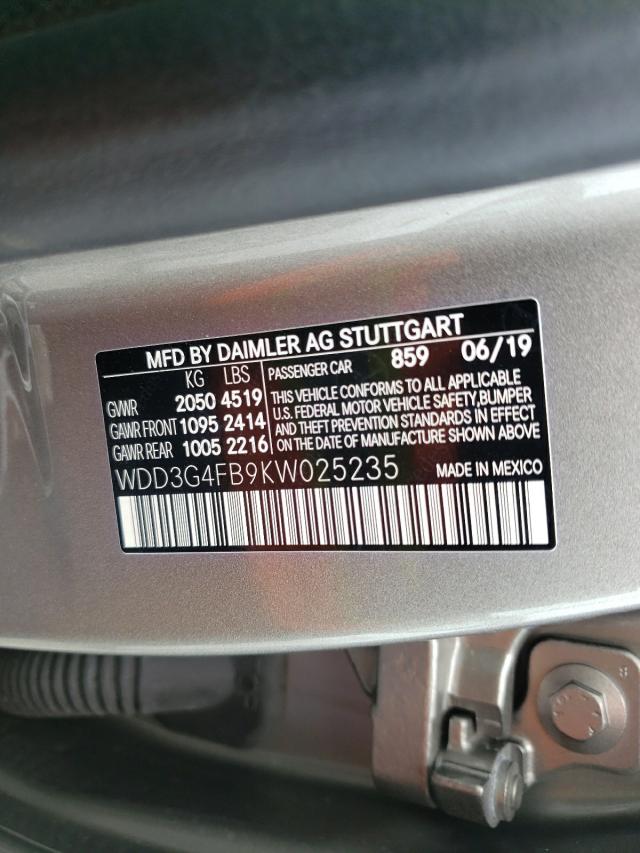 MFD BY DAIMLER AG STUTTGART
KG LBS
GVWR 2050 4519
GAWR FRONT 1095 2414
GAWR REAR 1005 2216
PASSENGER CAR 859 06/19
THIS VEHICLE CONFORMS TO ALL APPLICABLE
U.S. FEDERAL MOTOR VEHICLE SAFETY,BUMPER
AND THEFT PREVENTION STANDARDS IN EFFECT
ON THE DATE OF MANUFACTURE SHOWN ABOVE
WDD3G4FB9KW025235
MADE IN MEXICO
8